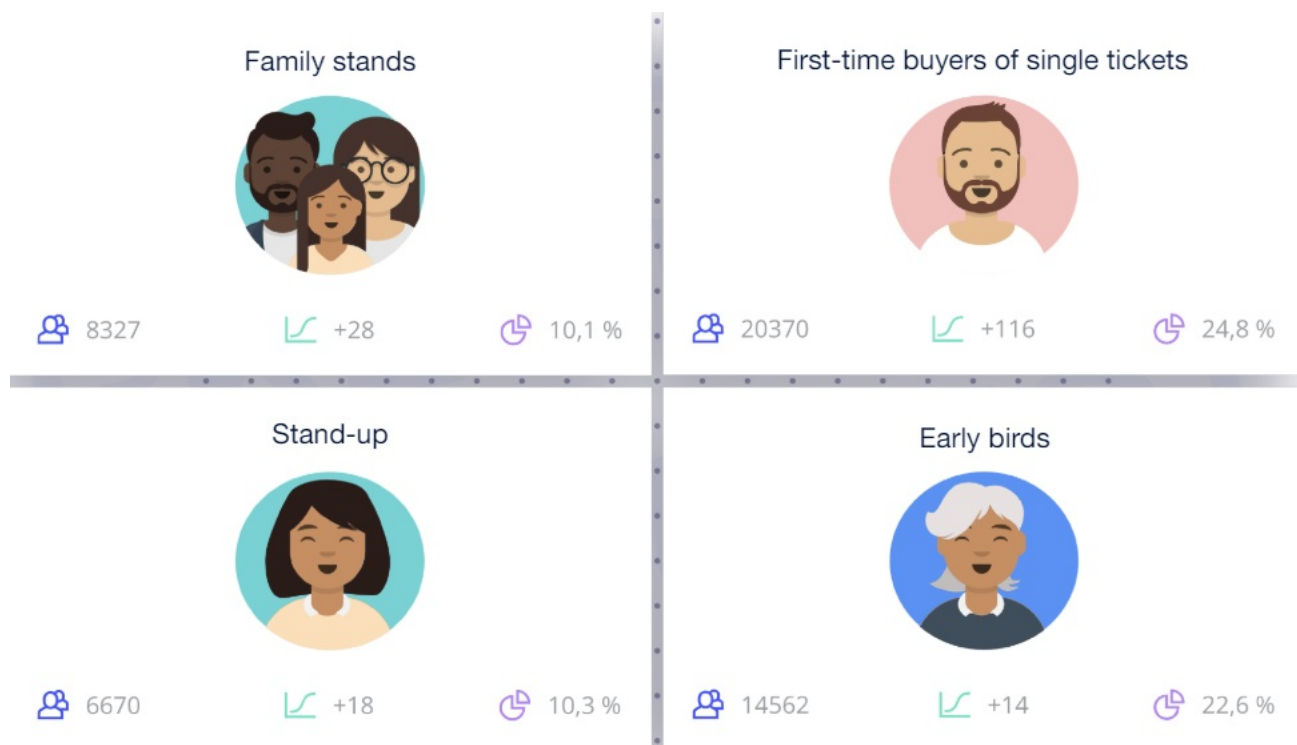 Family stands
8327 +28 10,1 %
First-time buyers of single tickets
20370 +116 24,8 %
Stand-up
6670 +18 10,3 %
Early birds
14562 +14 22,6 %